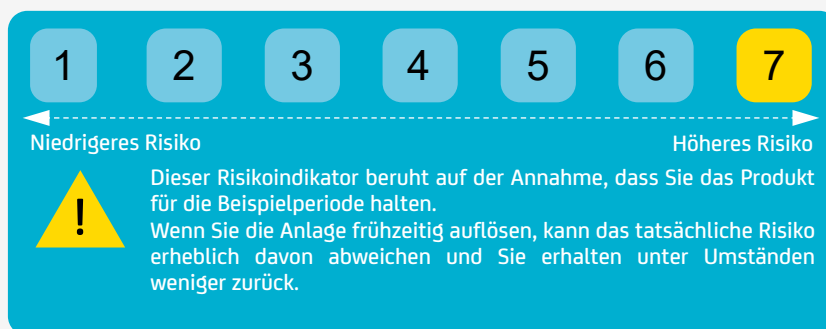 1 2 3 4 5 6 7
Niedrigeres Risiko Höheres Risiko
!
Dieser Risikoindikator beruht auf der Annahme, dass Sie das Produkt
für die Beispielperiode halten.
Wenn Sie die Anlage frühzeitig auflösen, kann das tatsächliche Risiko
erheblich davon abweichen und Sie erhalten unter Umständen
weniger zurück.